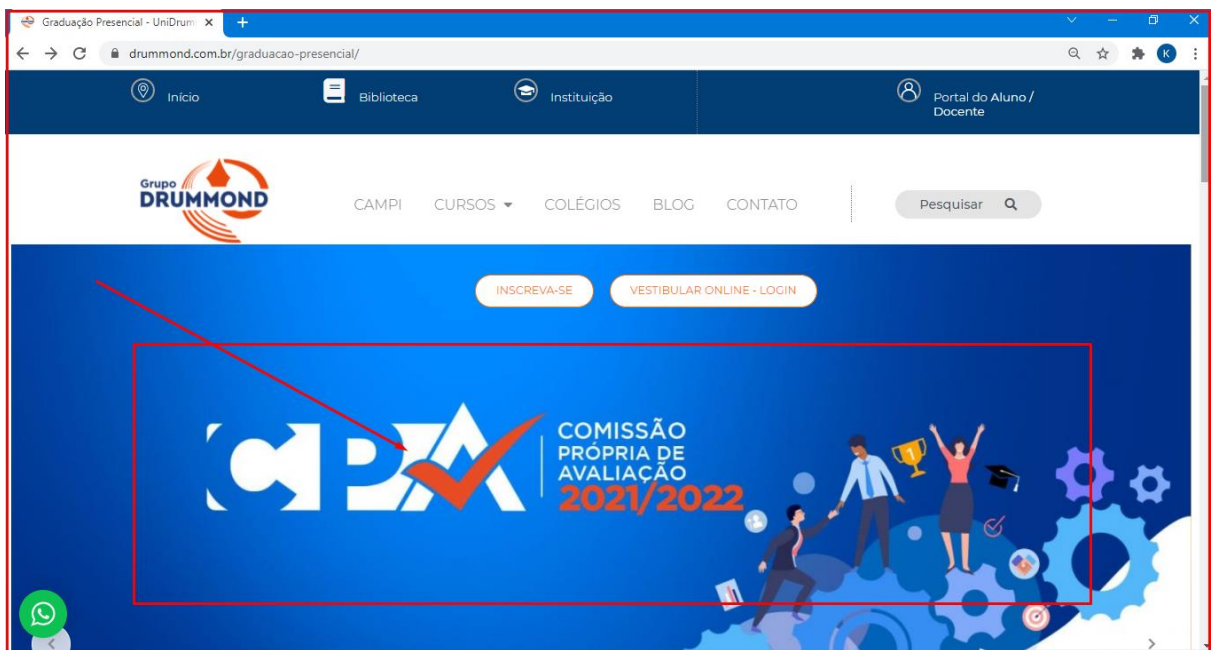 Graduação Presencial - UniDrum
drummond.com.br/graduacao-presencial/
K
Início
Biblioteca
Instituição
Portal do Aluno /
Docente
Grupo
DRUMMOND
CAMPI
CURSOS
COLÉGIOS
BLOG
CONTATO
Pesquisar
INSCREVA-SE
VESTIBULAR ONLINE - LOGIN
CPA
COMISSÃO
PRÓPRIA DE
AVALIAÇÃO
2021/2022
1